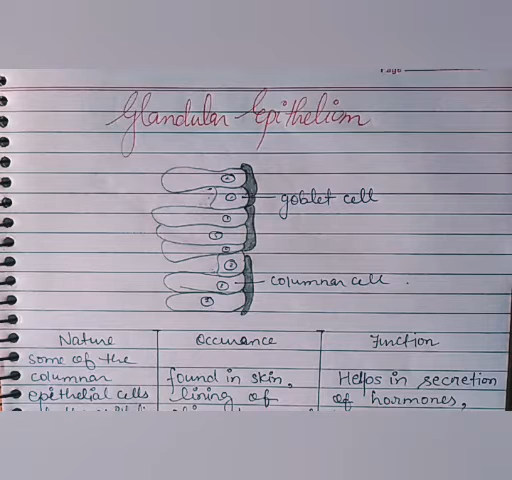 Page
Glandular Epithelium
goblet cell
columnar cell .
Nature Occurance Function
some of the
columnar found in skin, Helps in secretion
epithelial cells lining of of hormones,